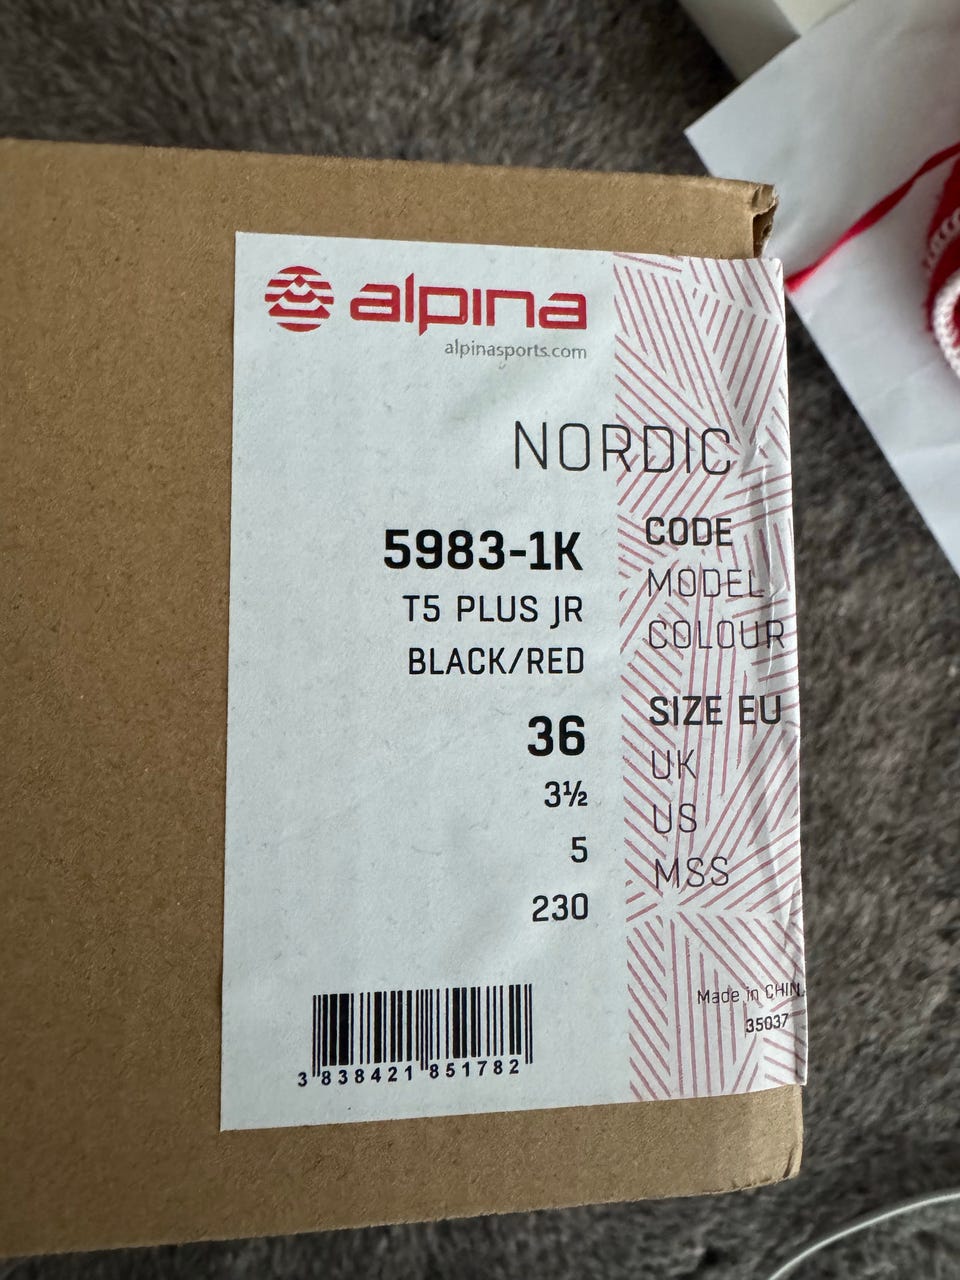 alpina
alpinasports.com
NORDIC
5983-1K CODE
T5 PLUS JR MODEL
BLACK/RED COLOUR
36 SIZE EU
3½ UK
5 US
230 MSS
Made in CHIN
35037
3 838421 851782